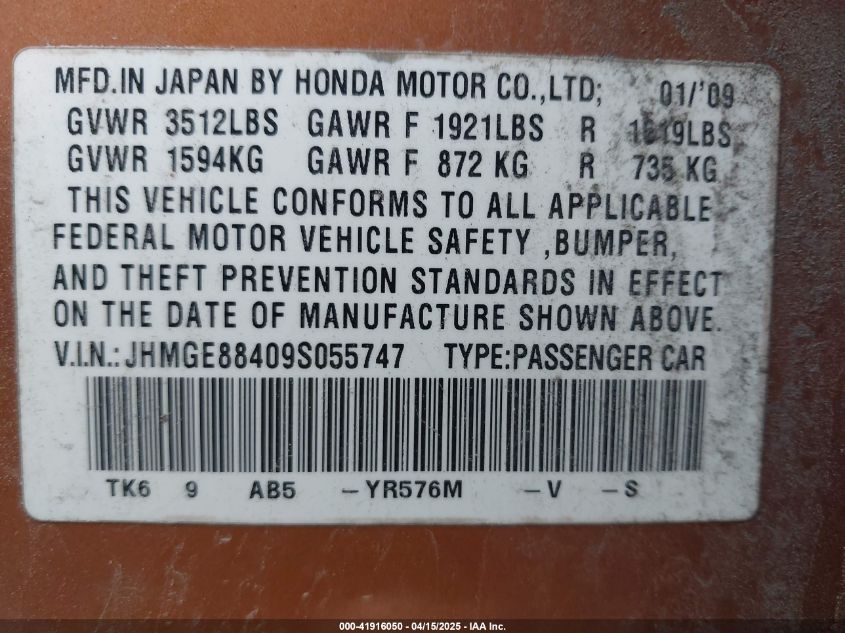 MFD.IN JAPAN BY HONDA MOTOR CO.,LTD; 01/'09
GVWR 3512LBS GAWR F 1921LBS R 1619LBS
GVWR 1594KG GAWR F 872 KG R 735 KG
THIS VEHICLE CONFORMS TO ALL APPLICABLE
FEDERAL MOTOR VEHICLE SAFETY ,BUMPER,
AND THEFT PREVENTION STANDARDS IN EFFECT
ON THE DATE OF MANUFACTURE SHOWN ABOVE.
V.I.N.:JHMGE88409S055747 TYPE:PASSENGER CAR
TK6 9 AB5 -YR576M -V -S
000-41916050 - 04/15/2025 - IAA Inc.